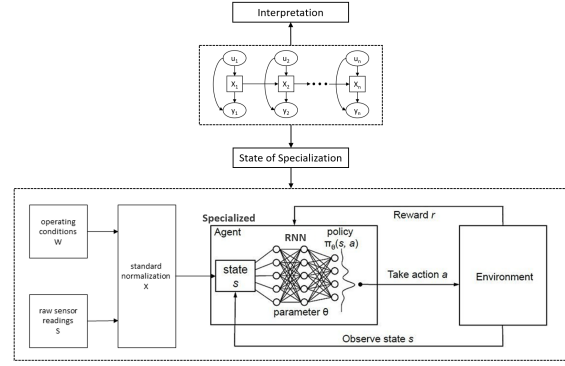 Interpretation
u1 u2 un
X1 X2 Xn
y1 y2 yn
State of Specialization
operating
conditions
W
raw sensor
readings
S
standard
normalization
X
Specialized
Agent
RNN
policy
πθ(s, a)
state
s
parameter θ
Reward r
Take action a
Environment
Observe state s